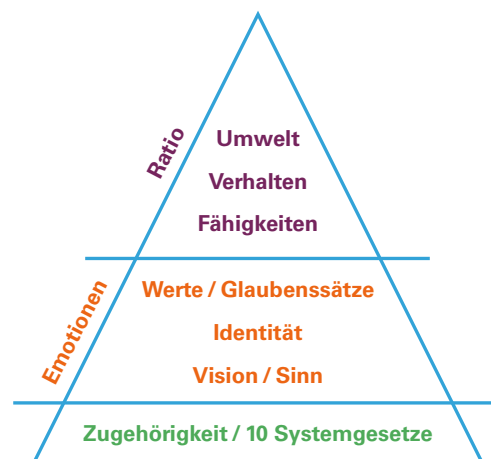 Ratio
Umwelt
Verhalten
Fähigkeiten
Emotionen
Werte / Glaubenssätze
Identität
Vision / Sinn
Zugehörigkeit / 10 Systemgesetze